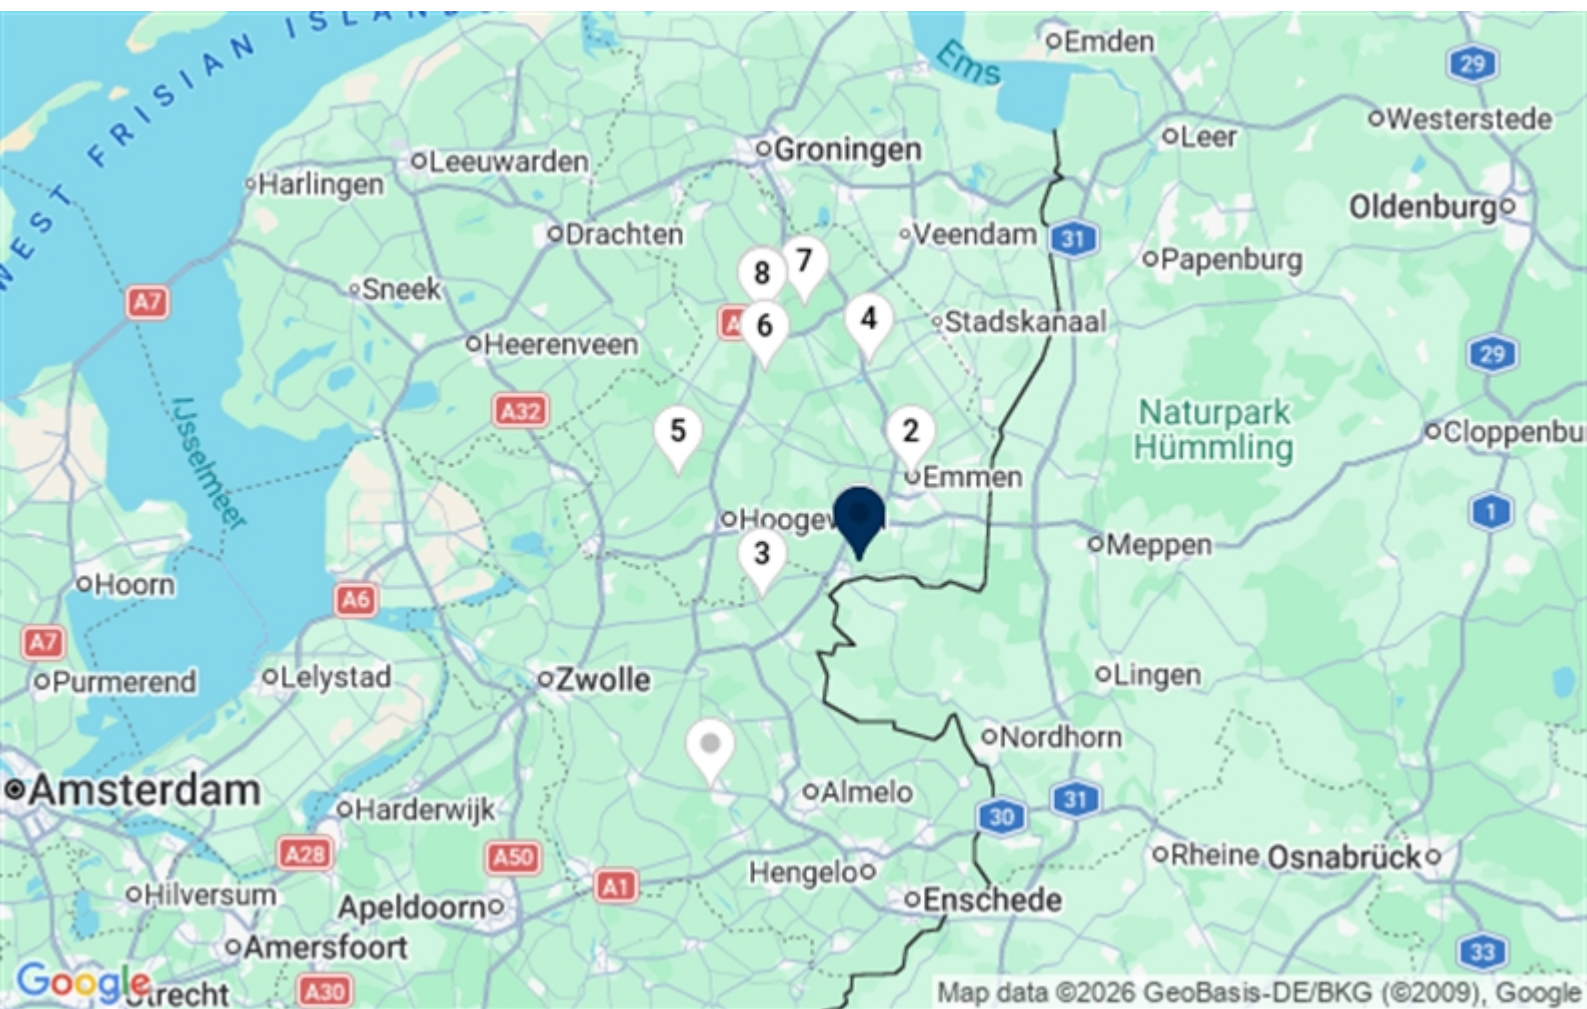 WEST FRISIAN ISLAND
Ems
Emden
29
Westerstede
Leer
Groningen
Leeuwarden
Harlingen
Oldenburg
Drachten
Veendam
31
Papenburg
8
7
A7
Sneek
6
4
Stadskanaal
Heerenveen
29
A32
Naturpark
Hümmling
IJsselmeer
5
2
Cloppenbu
Emmen
Hoogev
1
3
Meppen
Hoorn
A6
A7
Purmerend
Lelystad
Zwolle
Lingen
Nordhorn
Amsterdam
Harderwijk
Almelo
31
30
A28
A50
Rheine
Osnabrück
Hengelo
A1
Hilversum
Apeldoorn
Enschede
Amersfoort
33
Google
trecht
A30
Map data ©2026 GeoBasis-DE/BKG (©2009), Google